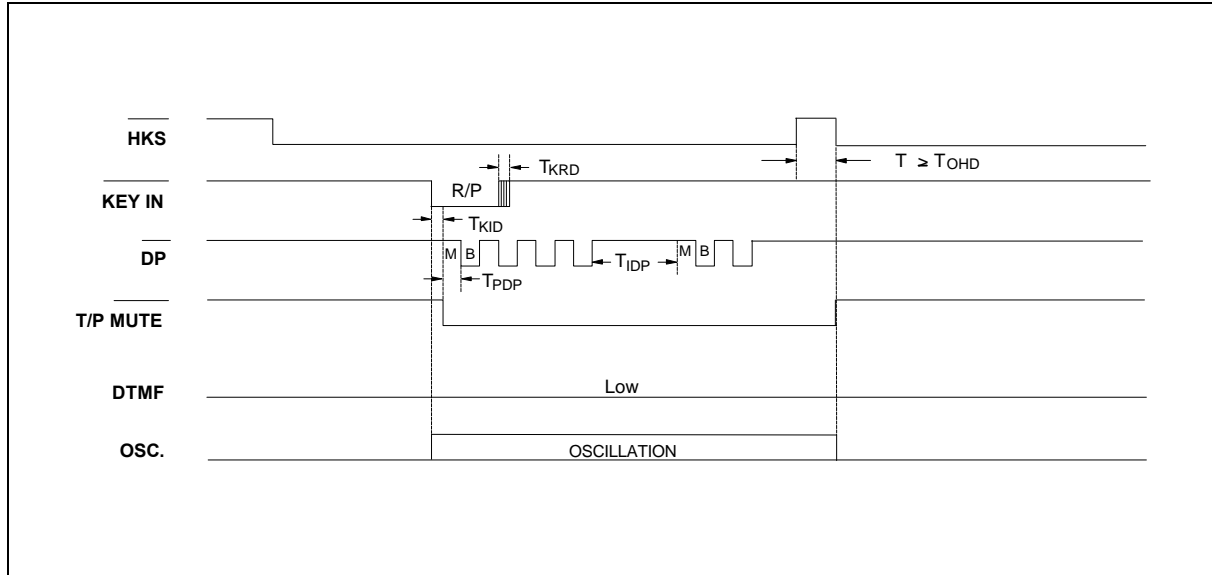 HKS
T ≥ TOHD
TKRD
KEY IN
R/P
TKID
DP
M B
TIDP
M B
TPDP
T/P MUTE
DTMF
Low
OSC.
OSCILLATION